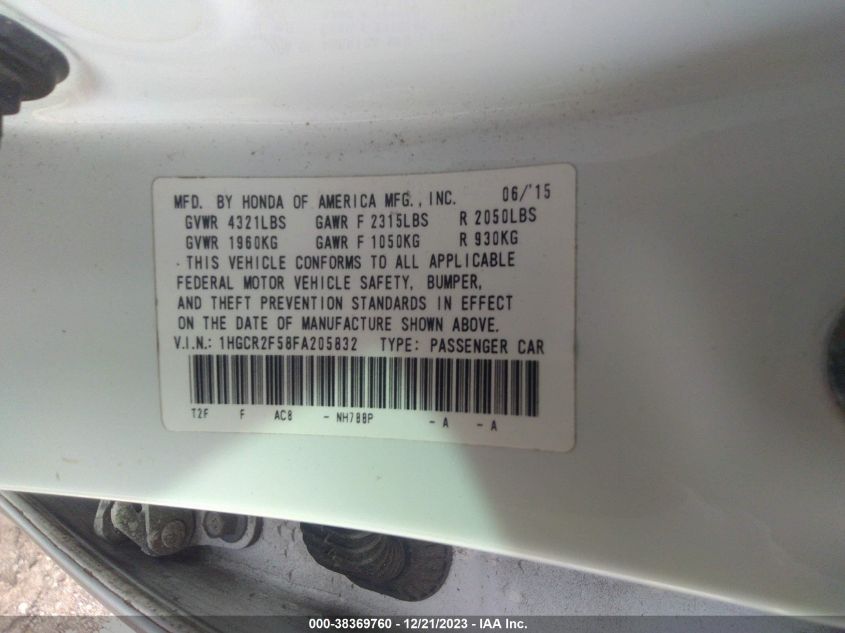 MFD. BY HONDA OF AMERICA MFG., INC. 06/'15
GVWR 4321LBS GAWR F 2315LBS R 2050LBS
GVWR 1960KG GAWR F 1050KG R 930KG
· THIS VEHICLE CONFORMS TO ALL APPLICABLE
FEDERAL MOTOR VEHICLE SAFETY, BUMPER,
AND THEFT PREVENTION STANDARDS IN EFFECT
ON THE DATE OF MANUFACTURE SHOWN ABOVE.
V.I.N.: 1HGCR2F58FA205832 TYPE: PASSENGER CAR
T2F F AC8 - NH788P - A - A
000-38369760 - 12/21/2023 - IAA Inc.